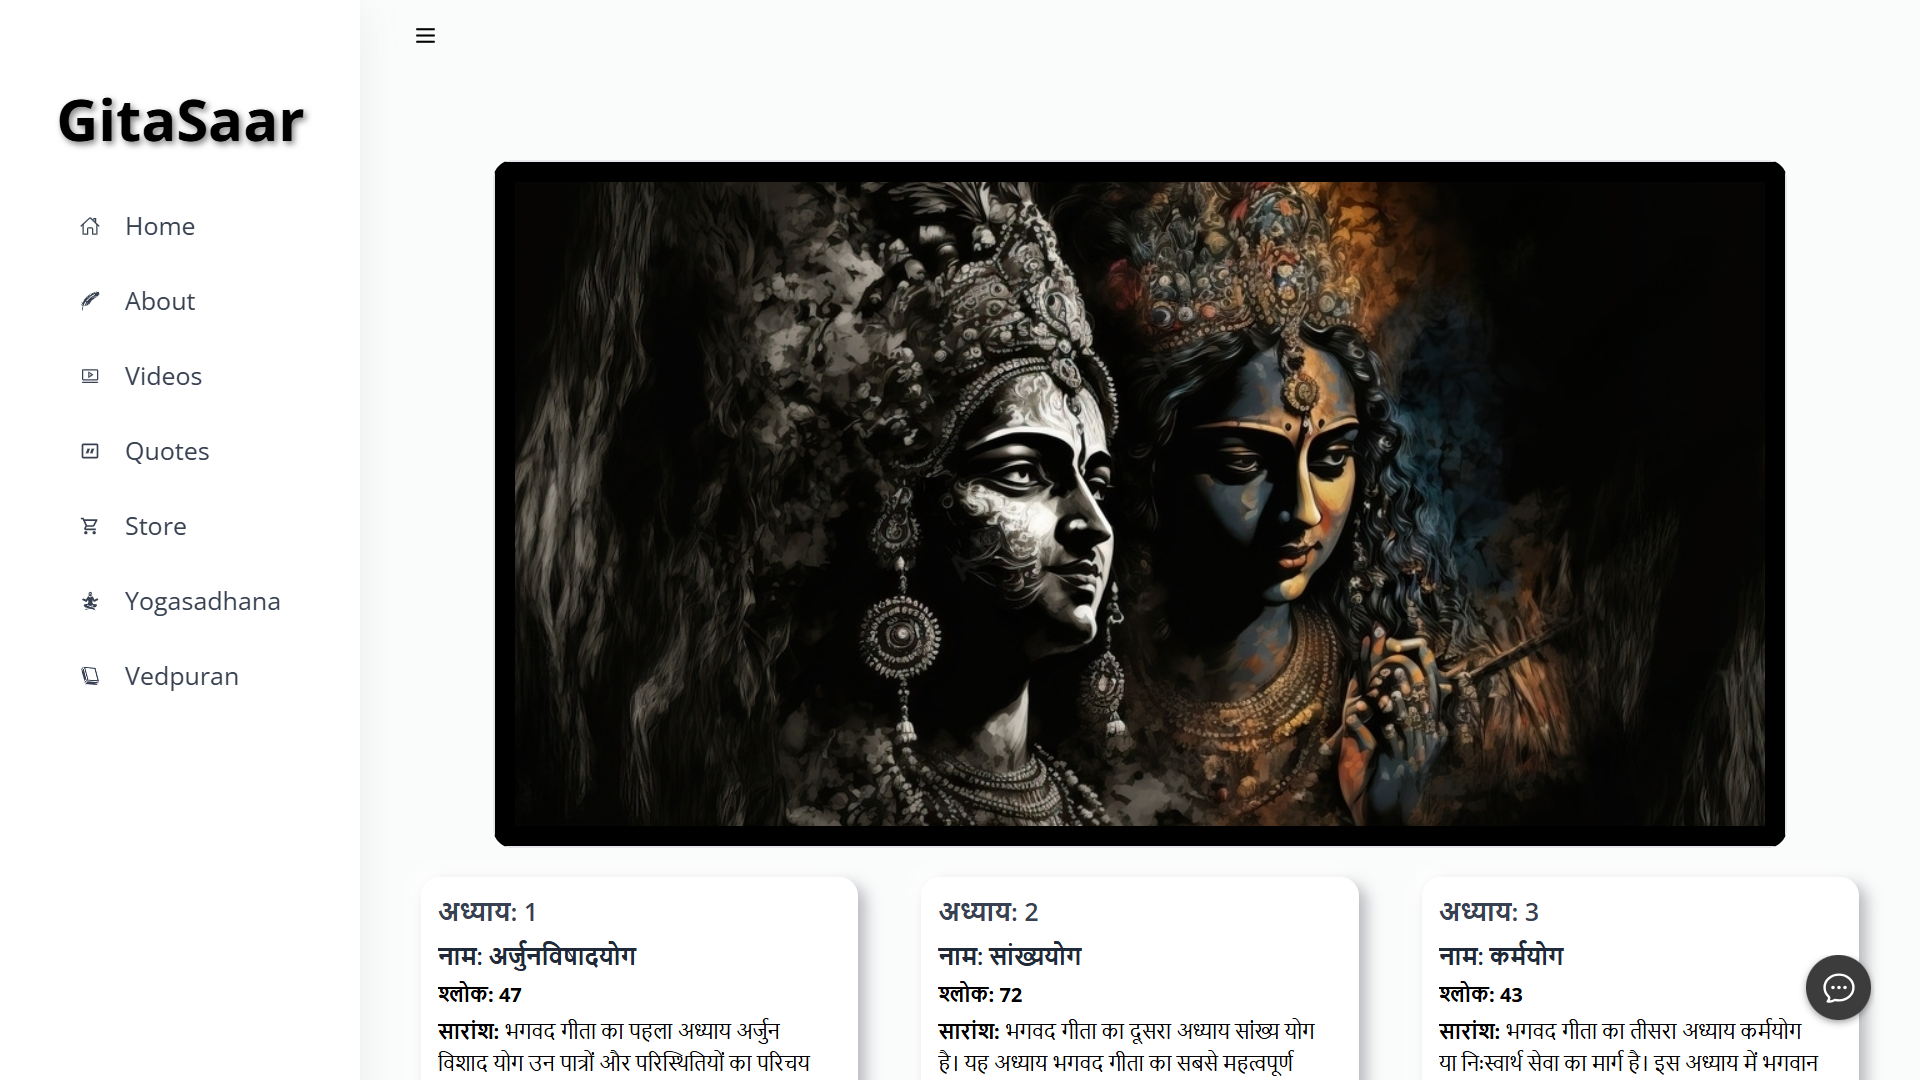 GitaSaar
Home
About
Videos
Quotes
Store
Yogasadhana
Vedpuran
अध्याय: 1
नाम: अर्जुनविषादयोग
श्लोक: 47
सारांश: भगवद गीता का पहला अध्याय अर्जुन
विशाद योग उन पात्रों और परिस्थितियों का परिचय
अध्याय: 2
नाम: सांख्ययोग
श्लोक: 72
सारांश: भगवद गीता का दूसरा अध्याय सांख्य योग
है। यह अध्याय भगवद गीता का सबसे महत्वपूर्ण
अध्याय: 3
नाम: कर्मयोग
श्लोक: 43
सारांश: भगवद गीता का तीसरा अध्याय कर्मयोग
या निःस्वार्थ सेवा का मार्ग है। इस अध्याय में भगवान